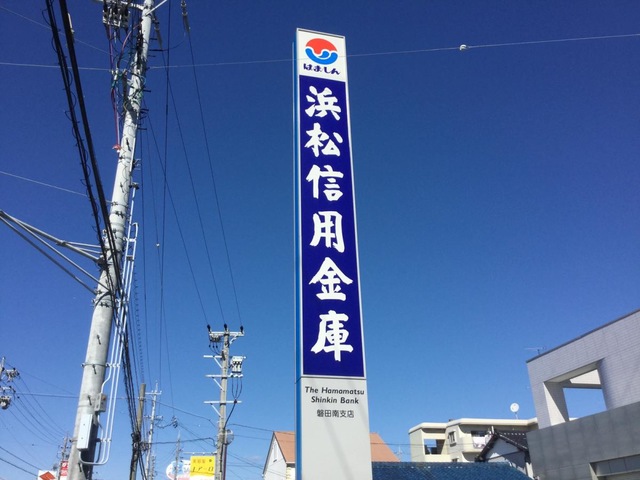 はましん
浜松信用金庫
The Hamamatsu
Shinkin Bank
磐田南支店